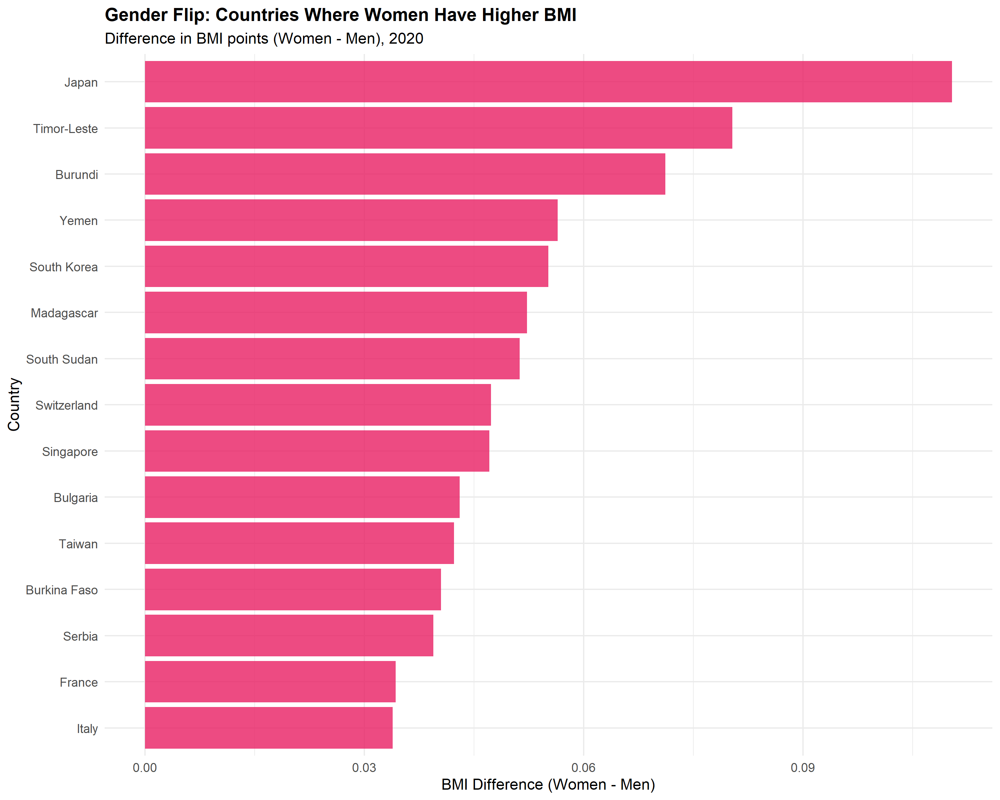 Gender Flip: Countries Where Women Have Higher BMI
Difference in BMI points (Women - Men), 2020
Country
Japan
Timor-Leste
Burundi
Yemen
South Korea
Madagascar
South Sudan
Switzerland
Singapore
Bulgaria
Taiwan
Burkina Faso
Serbia
France
Italy
0.00 0.03 0.06 0.09
BMI Difference (Women - Men)